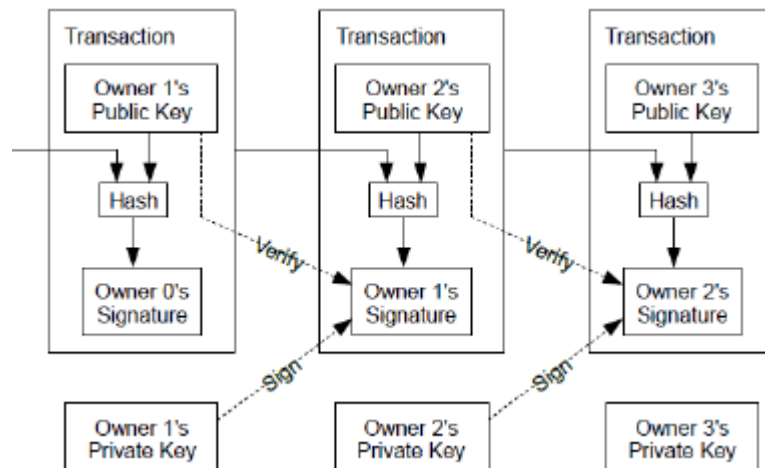 Transaction
Transaction
Transaction
Owner 1's
Public Key
Owner 2's
Public Key
Owner 3's
Public Key
Hash
Hash
Hash
Verify
Verify
Owner 0's
Signature
Owner 1's
Signature
Owner 2's
Signature
Sign
Sign
Owner 1's
Private Key
Owner 2's
Private Key
Owner 3's
Private Key